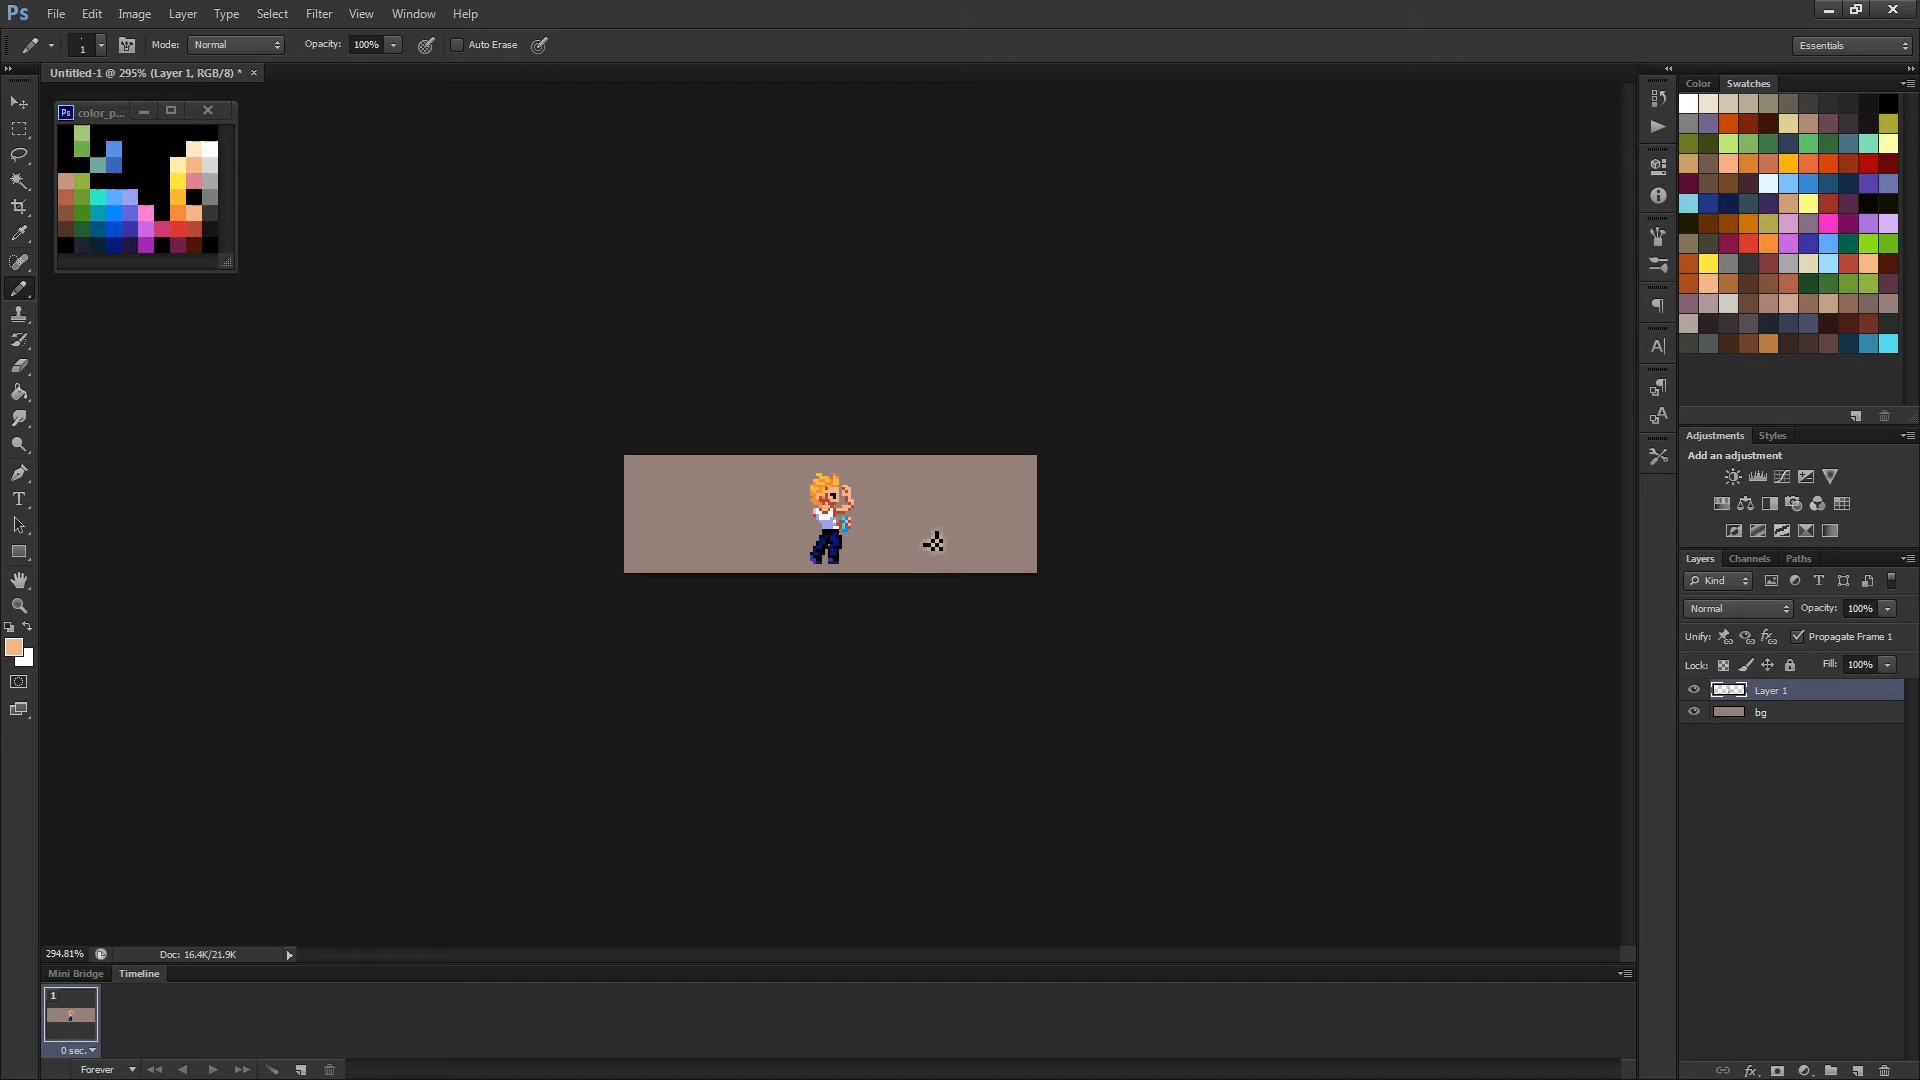 Ps File Edit Image Layer Type Select Filter View Window Help
1 Mode: Normal Opacity: 100% Auto Erase Essentials
Untitled-1 @ 295% (Layer 1, RGB/8) * ×
Ps color_p...
Color Swatches
Adjustments Styles
Add an adjustment
Layers Channels Paths
Kind
Normal Opacity: 100%
Unify: Propagate Frame 1
Lock: Fill: 100%
Layer 1
bg
294.81% Doc: 16.4K/21.9K
Mini Bridge Timeline
1
0 sec.
Forever